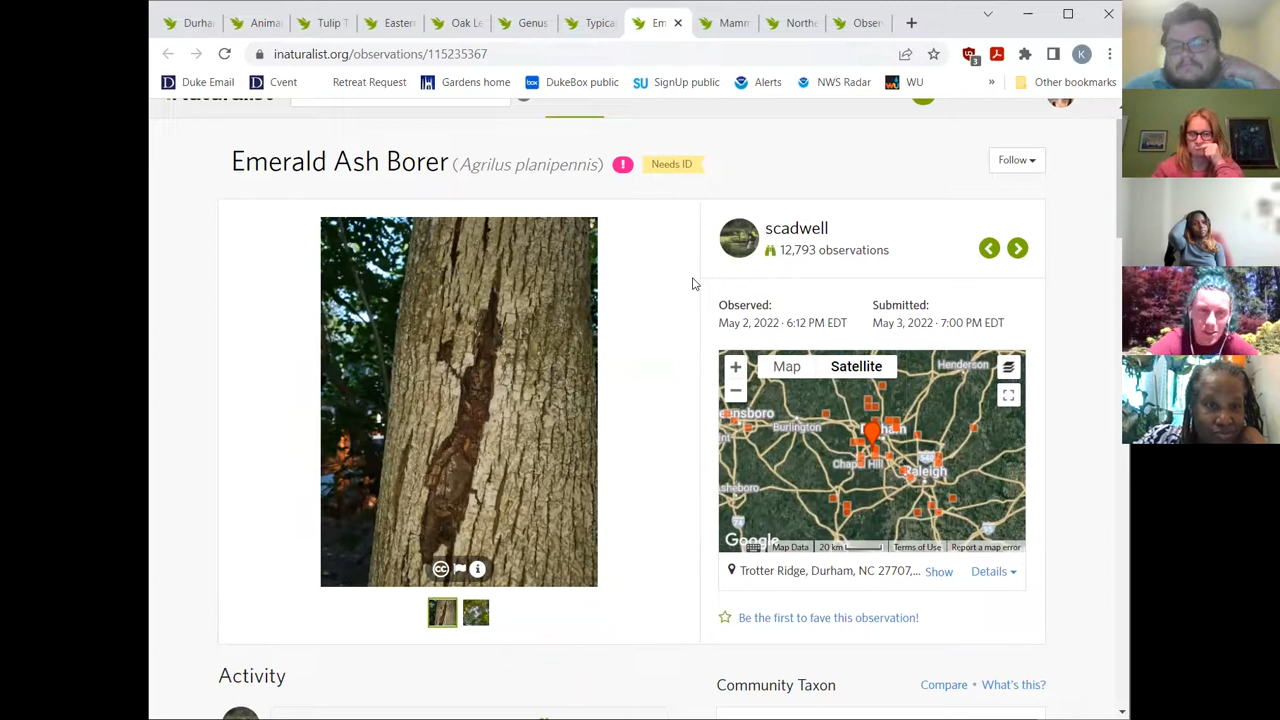 Durha
Anima
Tulip T
Easter
Oak Le
Genus
Typica
Em
Mamm
Northe
Obser
inaturalist.org/observations/115235367
3
K
Duke Email
Cvent
Retreat Request
Gardens home
DukeBox public
SignUp public
Alerts
NWS Radar
WU
»
Other bookmarks
Emerald Ash Borer (Agrilus planipennis) ! Needs ID
Follow
scadwell
12,793 observations
Observed:
May 2, 2022 · 6:12 PM EDT
Submitted:
May 3, 2022 · 7:00 PM EDT
Map
Satellite
Henderson
Burlington
Chapel Hill
Raleigh
Google
Map Data
20 km
Terms of Use
Report a map error
Trotter Ridge, Durham, NC 27707,...
Show
Details
Be the first to fave this observation!
Activity
Community Taxon
Compare • What's this?